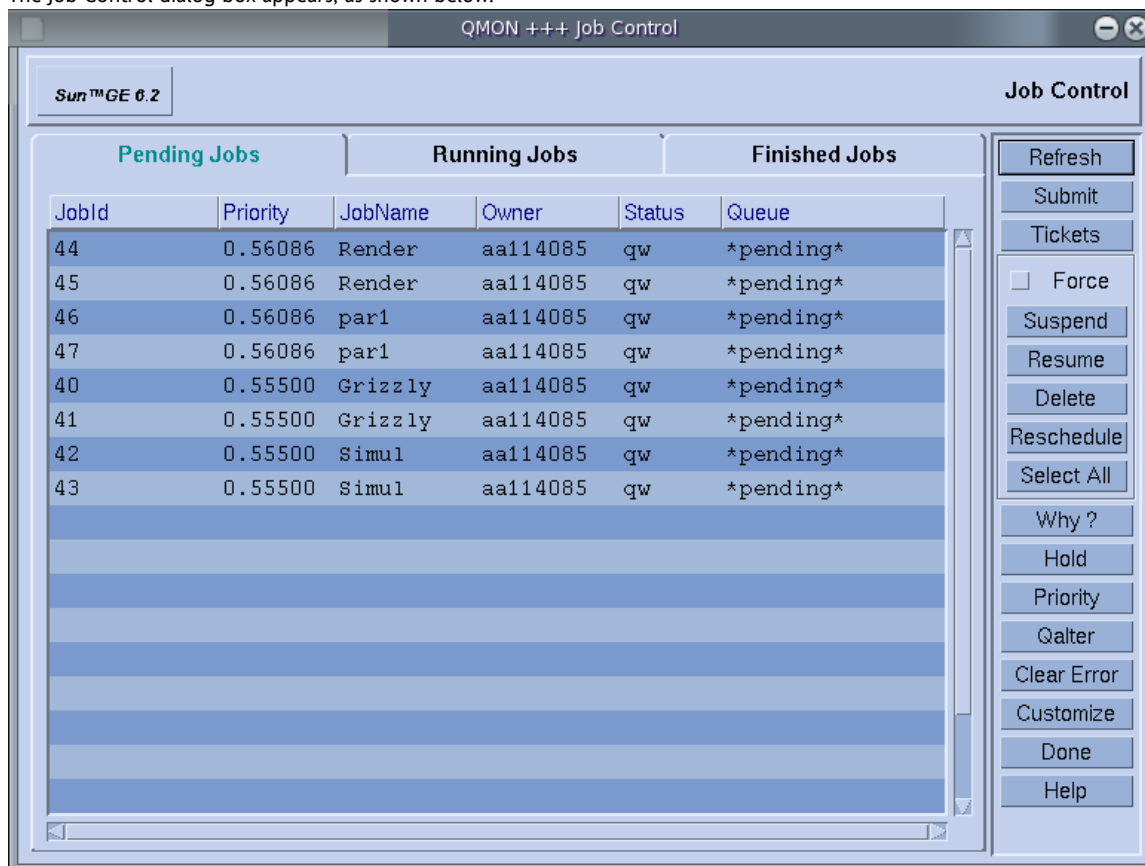 The Job Control dialog box appears, as shown below.
QMON +++ Job Control
Sun™GE 6.2
Job Control
Pending Jobs Running Jobs Finished Jobs
JobId Priority JobName Owner Status Queue
44 0.56086 Render aa114085 qw *pending*
45 0.56086 Render aa114085 qw *pending*
46 0.56086 par1 aa114085 qw *pending*
47 0.56086 par1 aa114085 qw *pending*
40 0.55500 Grizzly aa114085 qw *pending*
41 0.55500 Grizzly aa114085 qw *pending*
42 0.55500 Simul aa114085 qw *pending*
43 0.55500 Simul aa114085 qw *pending*
Refresh
Submit
Tickets
Force
Suspend
Resume
Delete
Reschedule
Select All
Why ?
Hold
Priority
Qalter
Clear Error
Customize
Done
Help